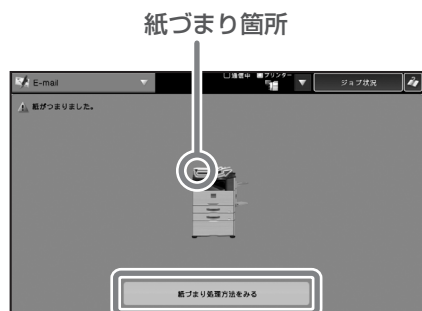 紙づまり箇所
E-mail
通信中 プリンター
ジョブ状況
紙がつまりました。
紙づまり処理方法をみる